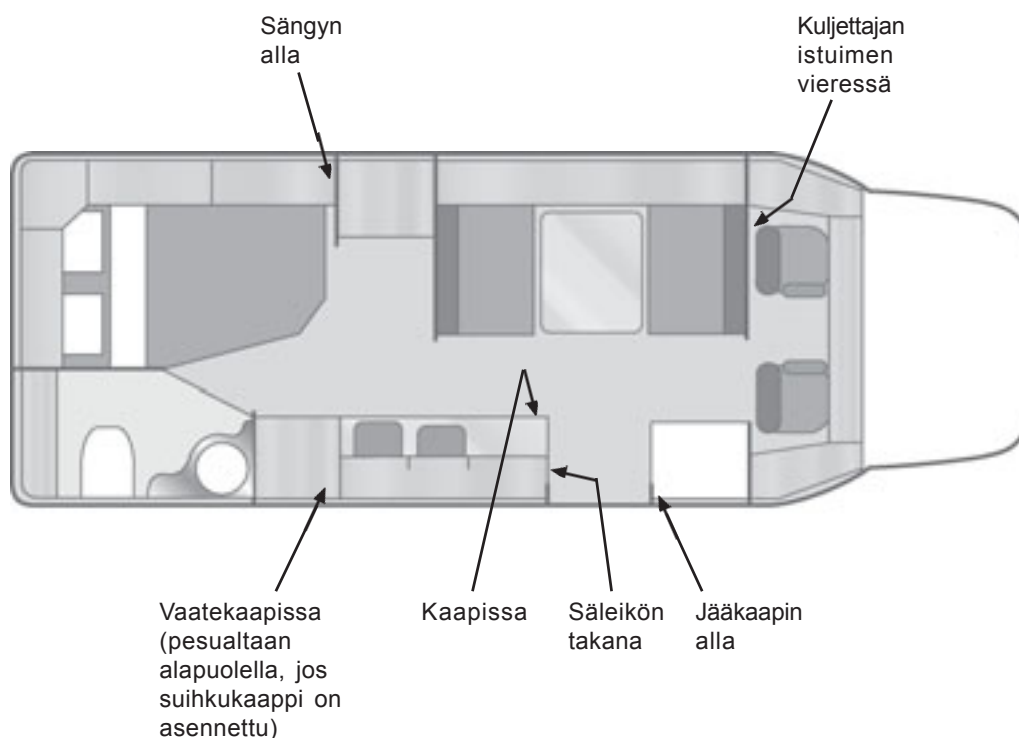 Sängyn
alla
Kuljettajan
istuimen
vieressä
Vaatekaapissa
(pesualtaan
alapuolella, jos
suihkukaappi on
asennettu)
Kaapissa
Säleikön
takana
Jääkaapin
alla